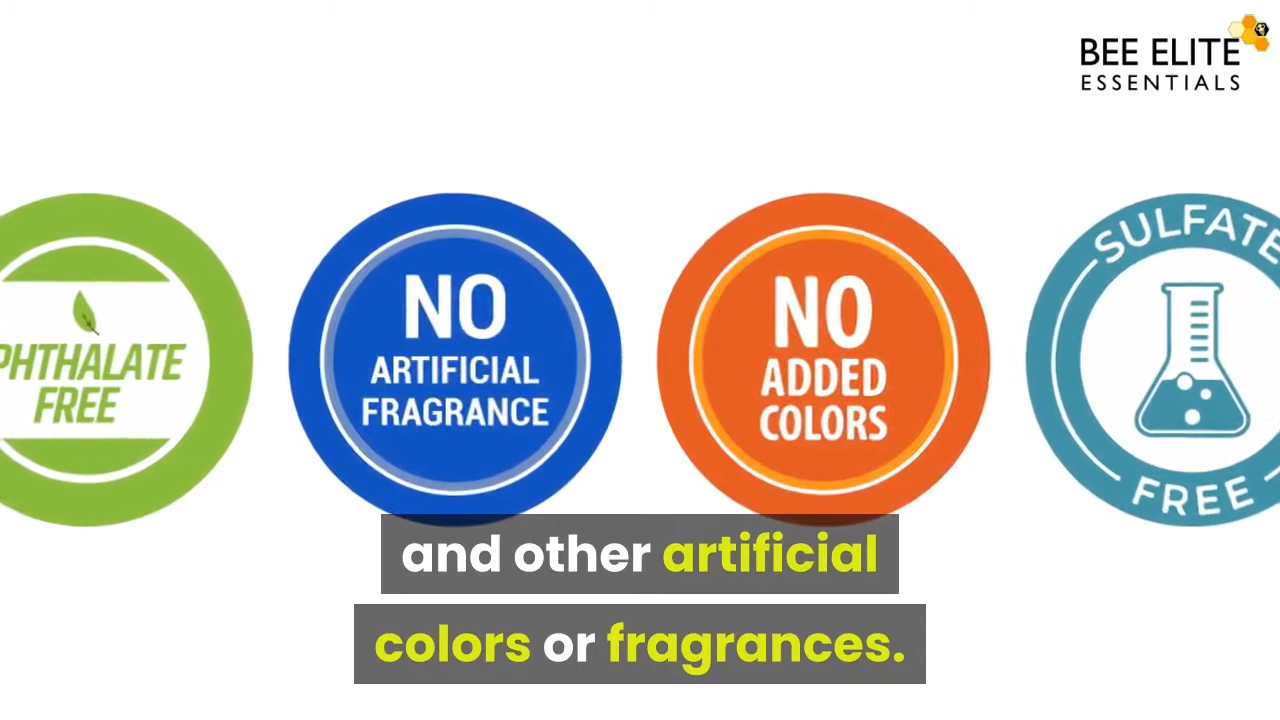 BEE ELITE
ESSENTIALS
PHTHALATE
FREE
NO
ARTIFICIAL
FRAGRANCE
NO
ADDED
COLORS
SULFATE
FREE
and other artificial
colors or fragrances.